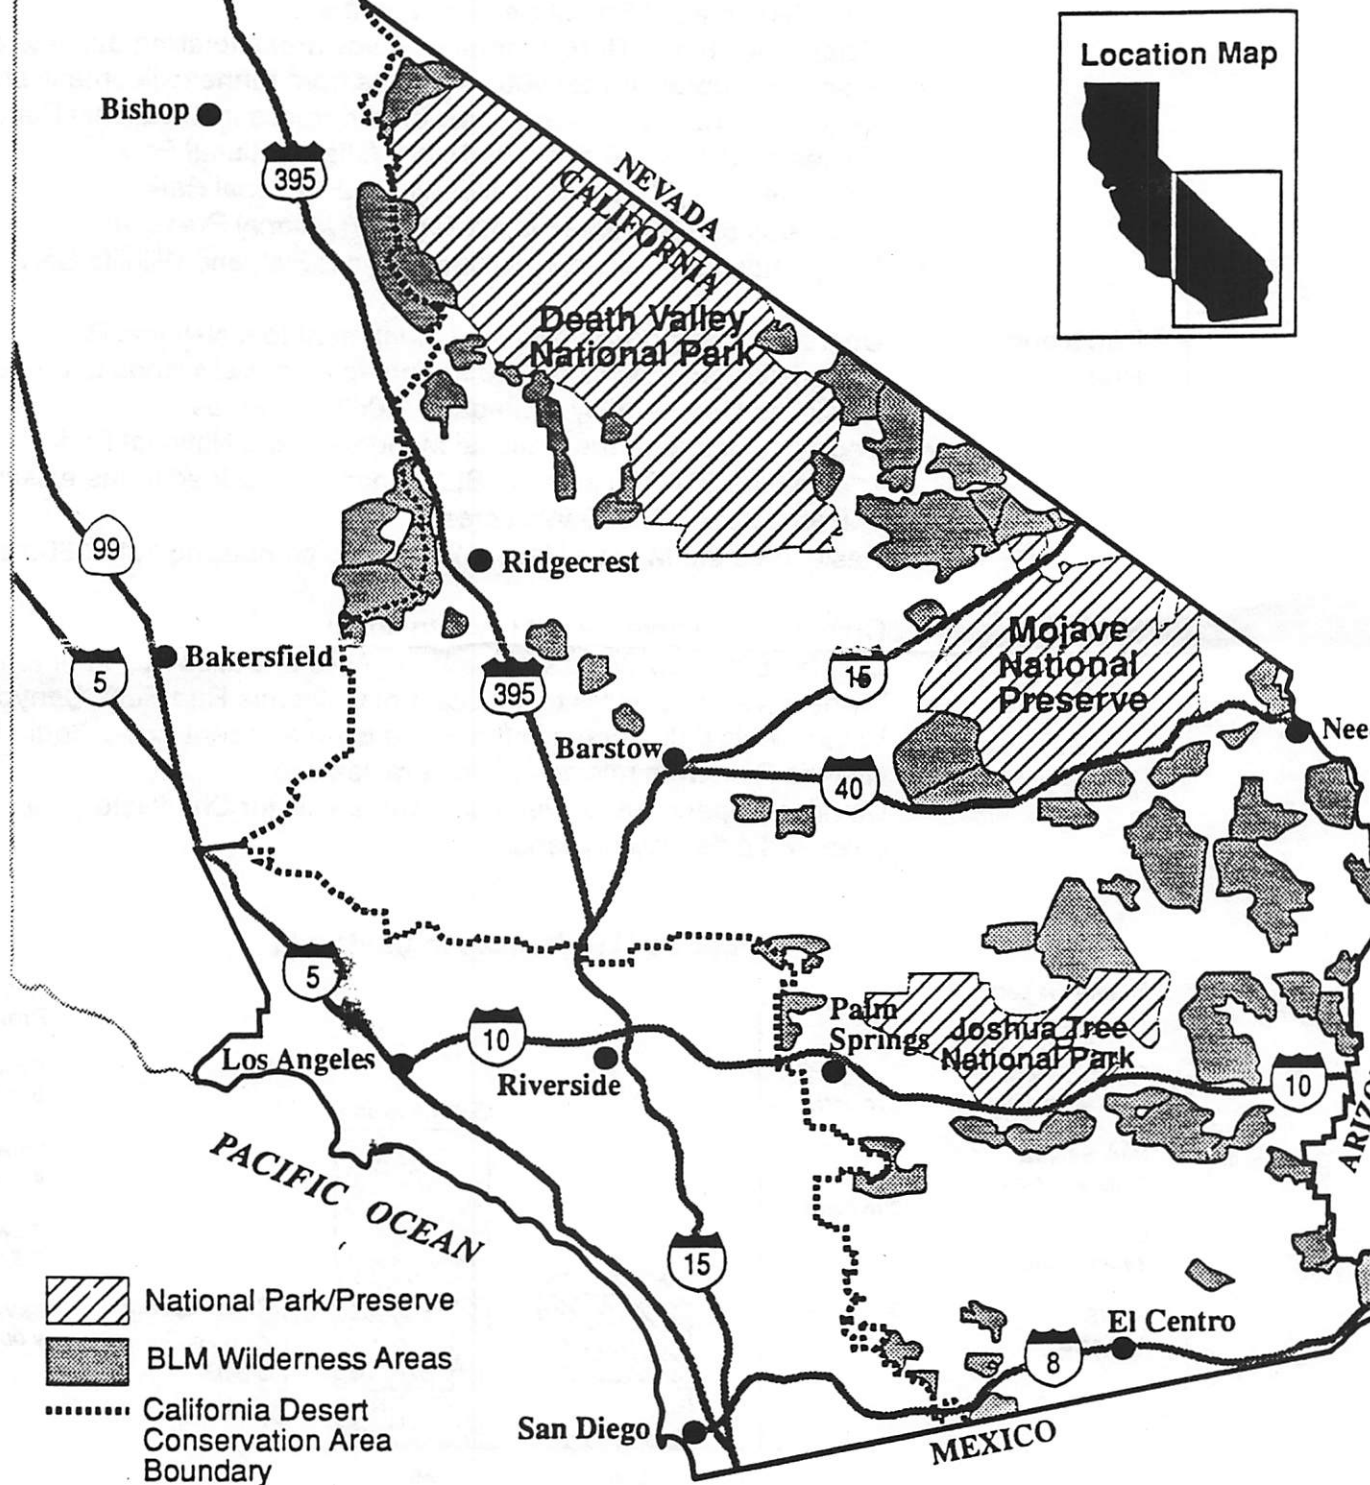 Location Map
Bishop
395
NEVADA
CALIFORNIA
Death Valley
National Park
99
Ridgecrest
Bakersfield
5
395
15
Mojave
National
Preserve
Barstow
40
Nee
5
10
Palm
Springs
Joshua Tree
National Park
Los Angeles
Riverside
10
ARIZO
PACIFIC OCEAN
15
National Park/Preserve
El Centro
BLM Wilderness Areas
8
California Desert
Conservation Area
Boundary
San Diego
MEXICO